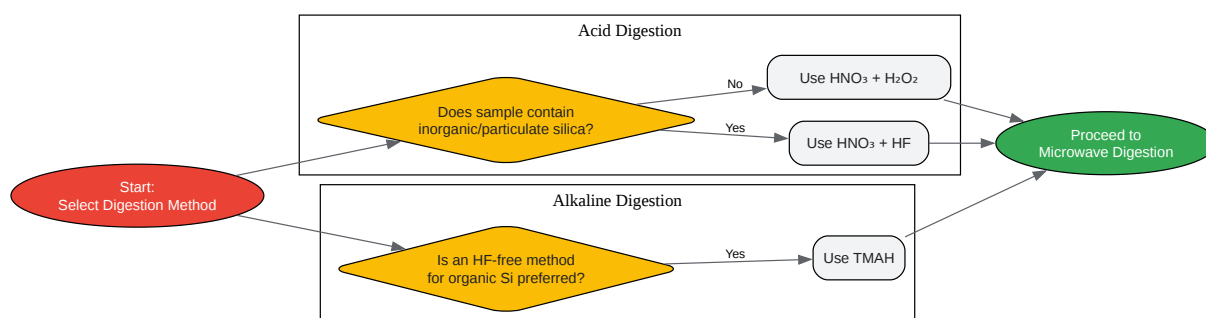 Acid Digestion
Does sample contain
inorganic/particulate silica?
No
Use HNO₃ + H₂O₂
Yes
Use HNO₃ + HF
Proceed to
Microwave Digestion
Start:
Select Digestion Method
Alkaline Digestion
Is an HF-free method
for organic Si preferred?
Yes
Use TMAH